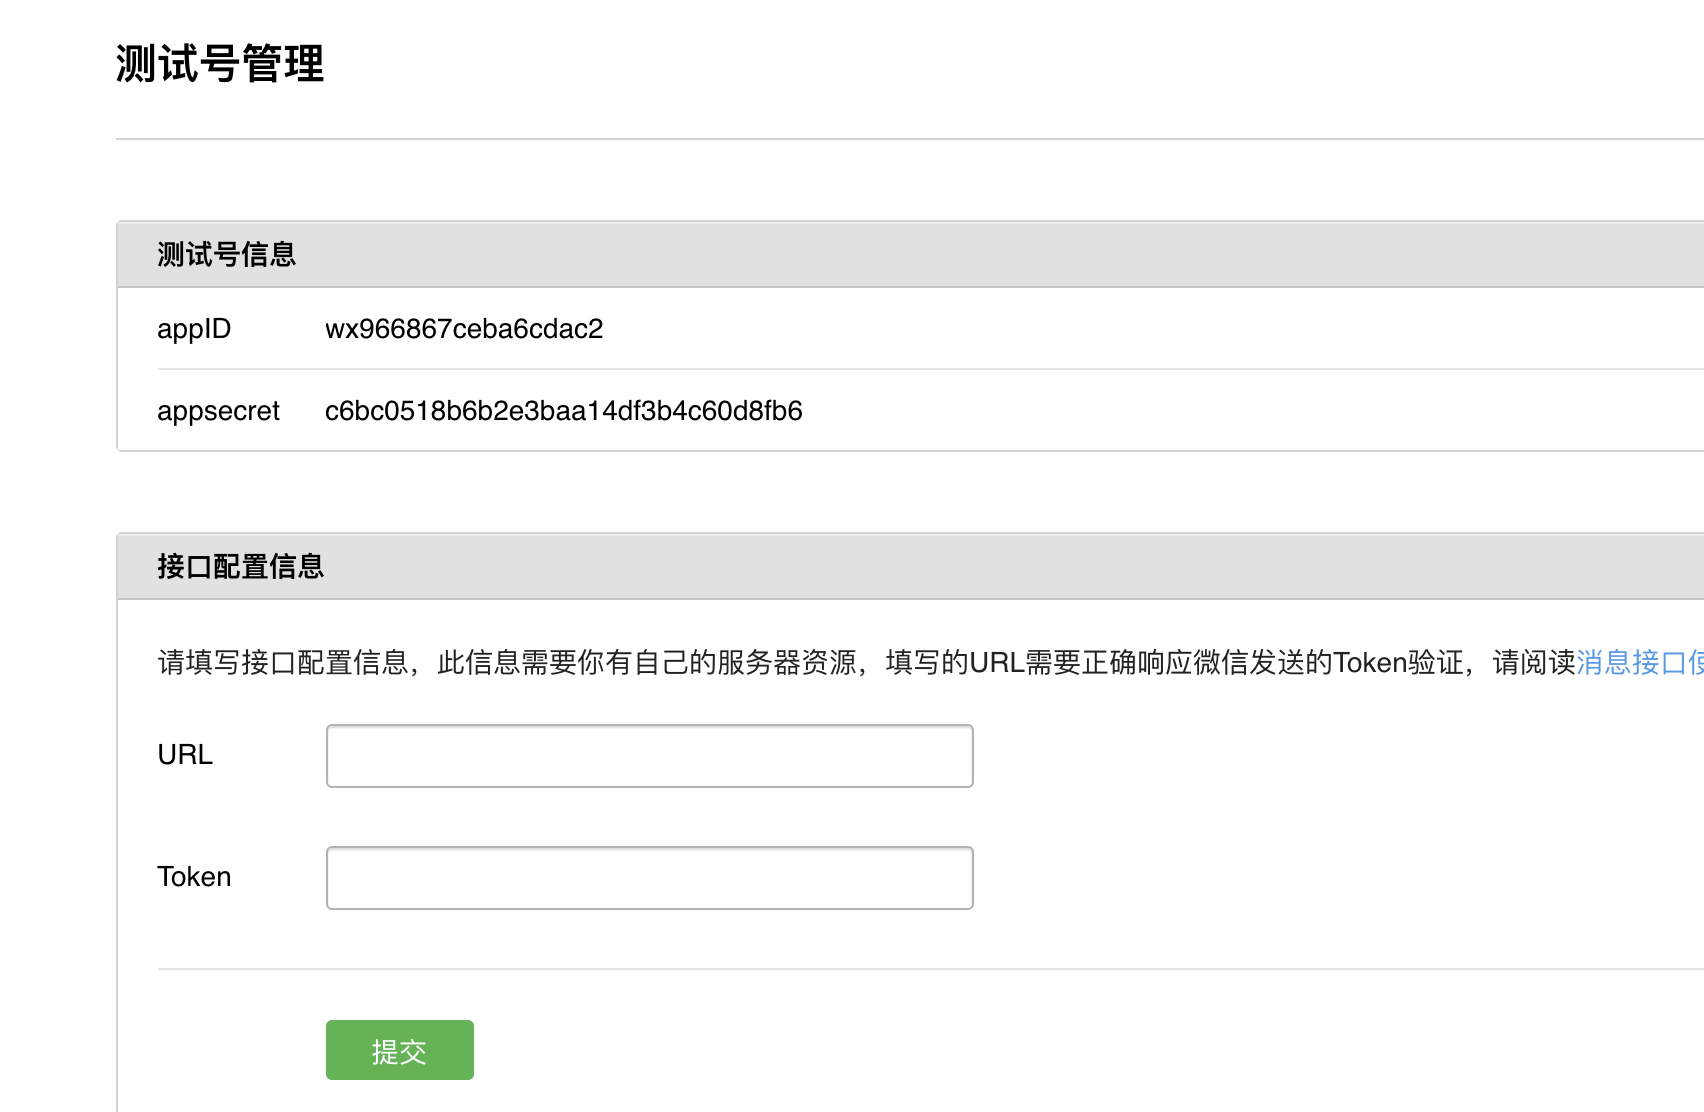 测试号管理
测试号信息
appID wx966867ceba6cdac2
appsecret c6bc0518b6b2e3baa14df3b4c60d8fb6
接口配置信息
请填写接口配置信息，此信息需要你有自己的服务器资源，填写的URL需要正确响应微信发送的Token验证，请阅读消息接口使
URL
Token
提交